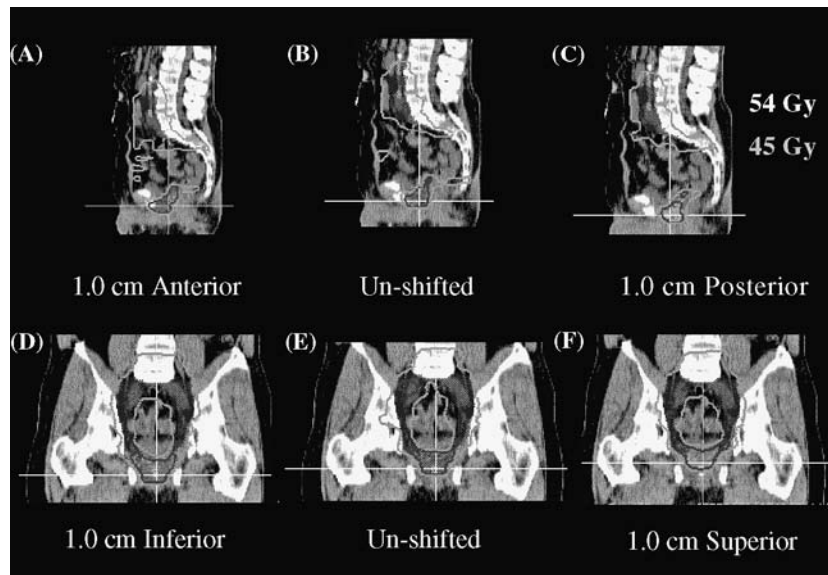 (A)
(B)
(C)
54 Gy
45 Gy
1.0 cm Anterior
Un-shifted
1.0 cm Posterior
(D)
(E)
(F)
1.0 cm Inferior
Un-shifted
1.0 cm Superior